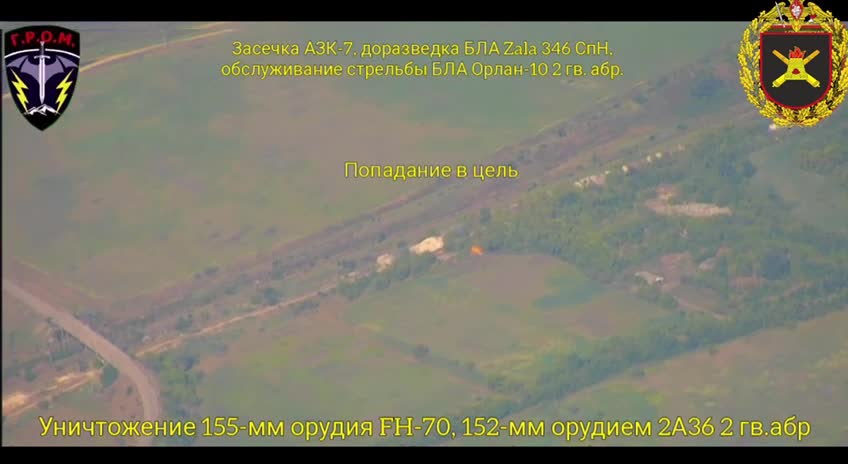 Г.Р.О.М.
Засечка АЗК-7, доразведка БЛА Zala 346 СпН,
обслуживание стрельбы БЛА Орлан-10 2 гв. абр.
Попадание в цель
Уничтожение 155-мм орудия FH-70, 152-мм орудием 2А36 2 гв.абр